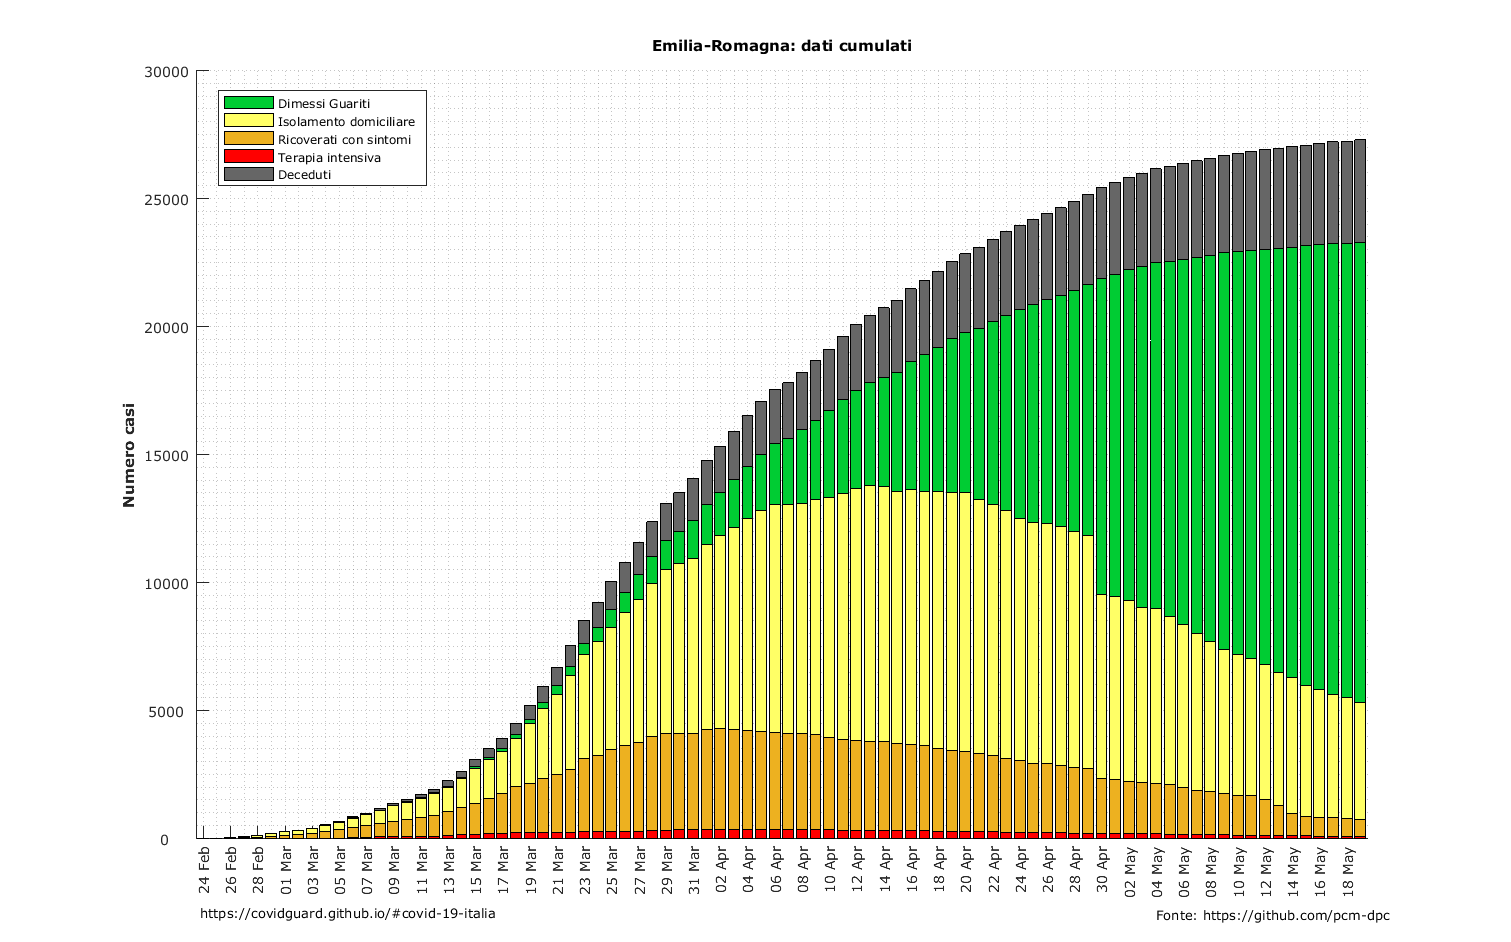 Emilia-Romagna: dati cumulati
30000
25000
20000
15000
10000
5000
0
Numero casi
Dimessi Guariti
Isolamento domiciliare
Ricoverati con sintomi
Terapia intensiva
Deceduti
24 Feb
26 Feb
28 Feb
01 Mar
03 Mar
05 Mar
07 Mar
09 Mar
11 Mar
13 Mar
15 Mar
17 Mar
19 Mar
21 Mar
23 Mar
25 Mar
27 Mar
29 Mar
31 Mar
02 Apr
04 Apr
06 Apr
08 Apr
10 Apr
12 Apr
14 Apr
16 Apr
18 Apr
20 Apr
22 Apr
24 Apr
26 Apr
28 Apr
30 Apr
02 May
04 May
06 May
08 May
10 May
12 May
14 May
16 May
18 May
https://covidguard.github.io/#covid-19-italia
Fonte: https://github.com/pcm-dpc